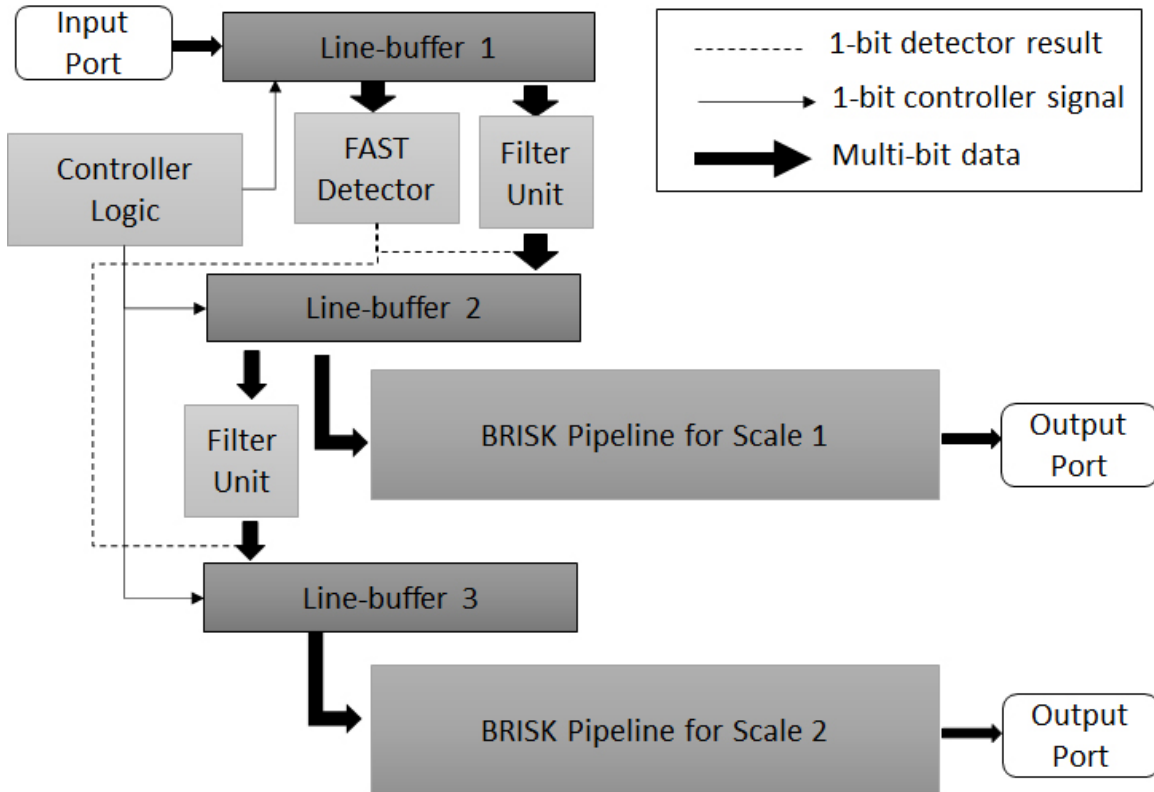 Input
Port
Line-buffer 1
1-bit detector result
1-bit controller signal
Multi-bit data
Controller
Logic
FAST
Detector
Filter
Unit
Line-buffer 2
Filter
Unit
BRISK Pipeline for Scale 1
Output
Port
Line-buffer 3
BRISK Pipeline for Scale 2
Output
Port